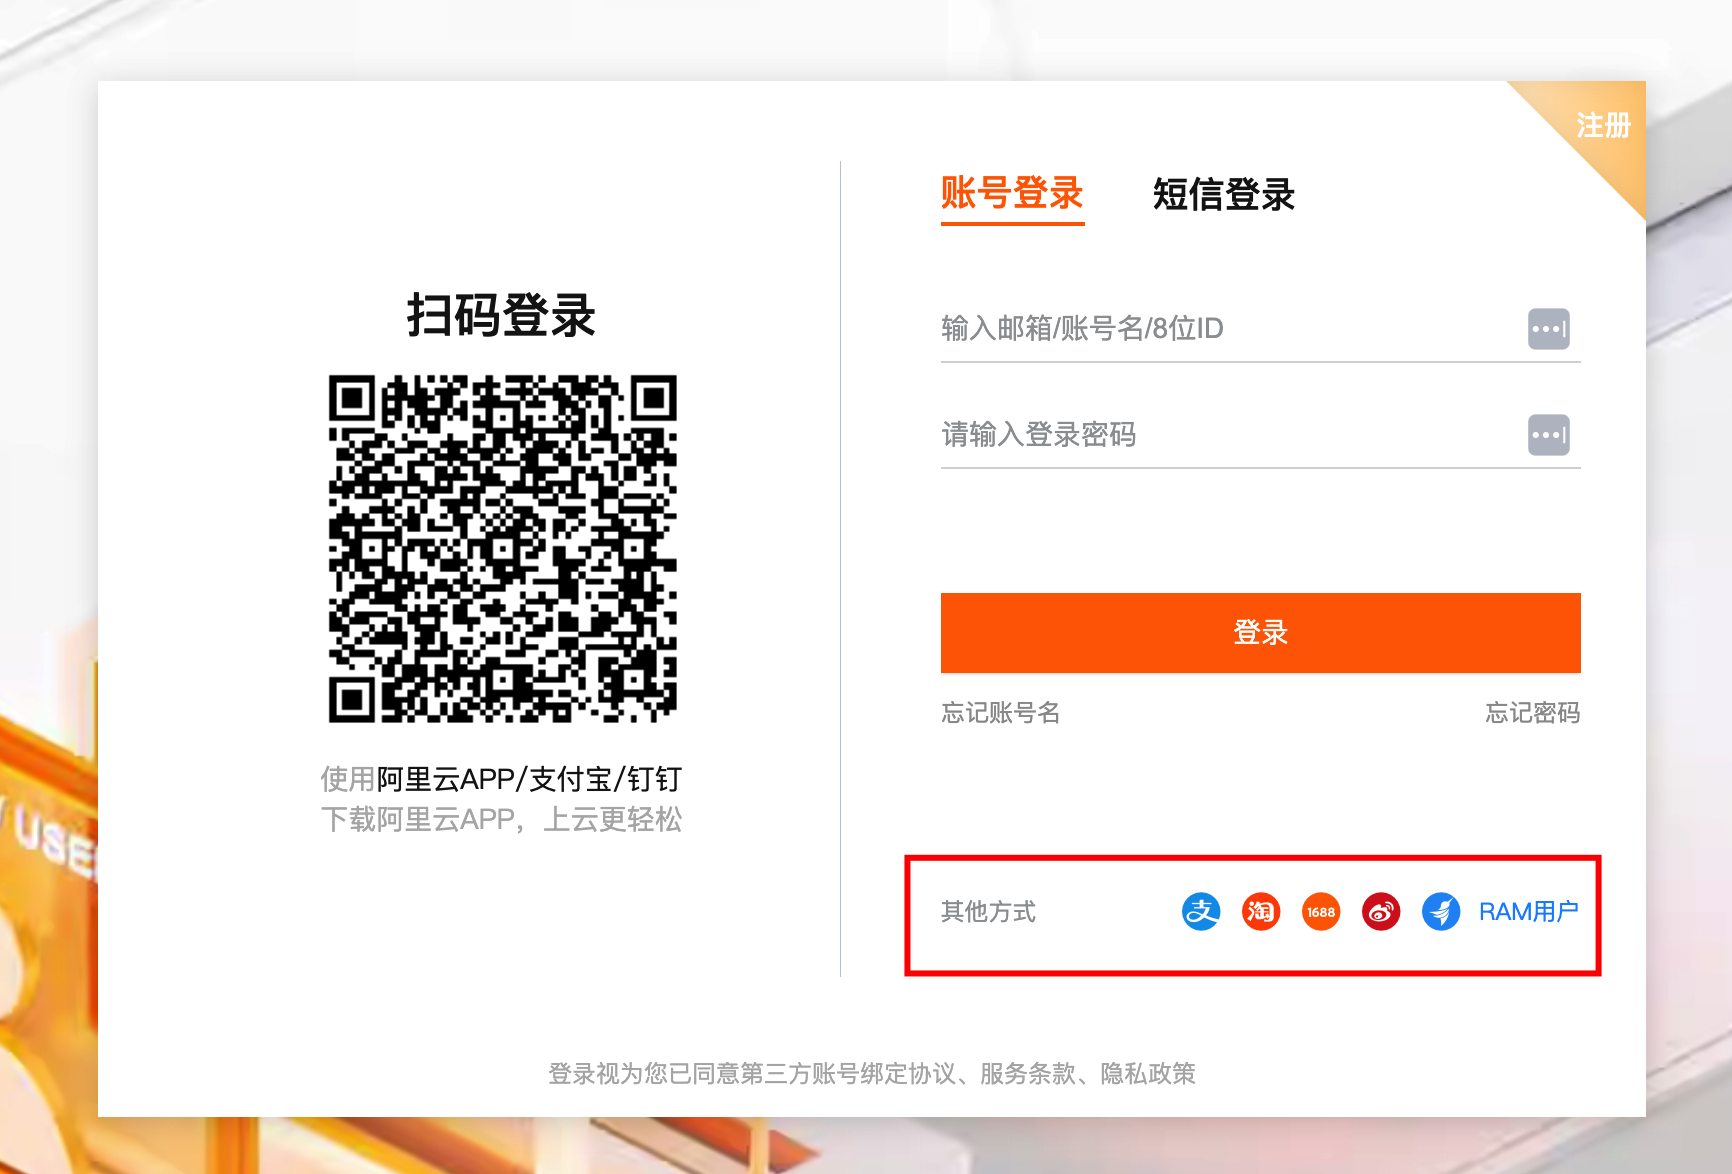 注册
扫码登录
使用阿里云APP/支付宝/钉钉
下载阿里云APP，上云更轻松
账号登录 短信登录
输入邮箱/账号名/8位ID
请输入登录密码
登录
忘记账号名 忘记密码
其他方式 支 淘 1688 RAM用户
登录视为您已同意第三方账号绑定协议、服务条款、隐私政策
USE